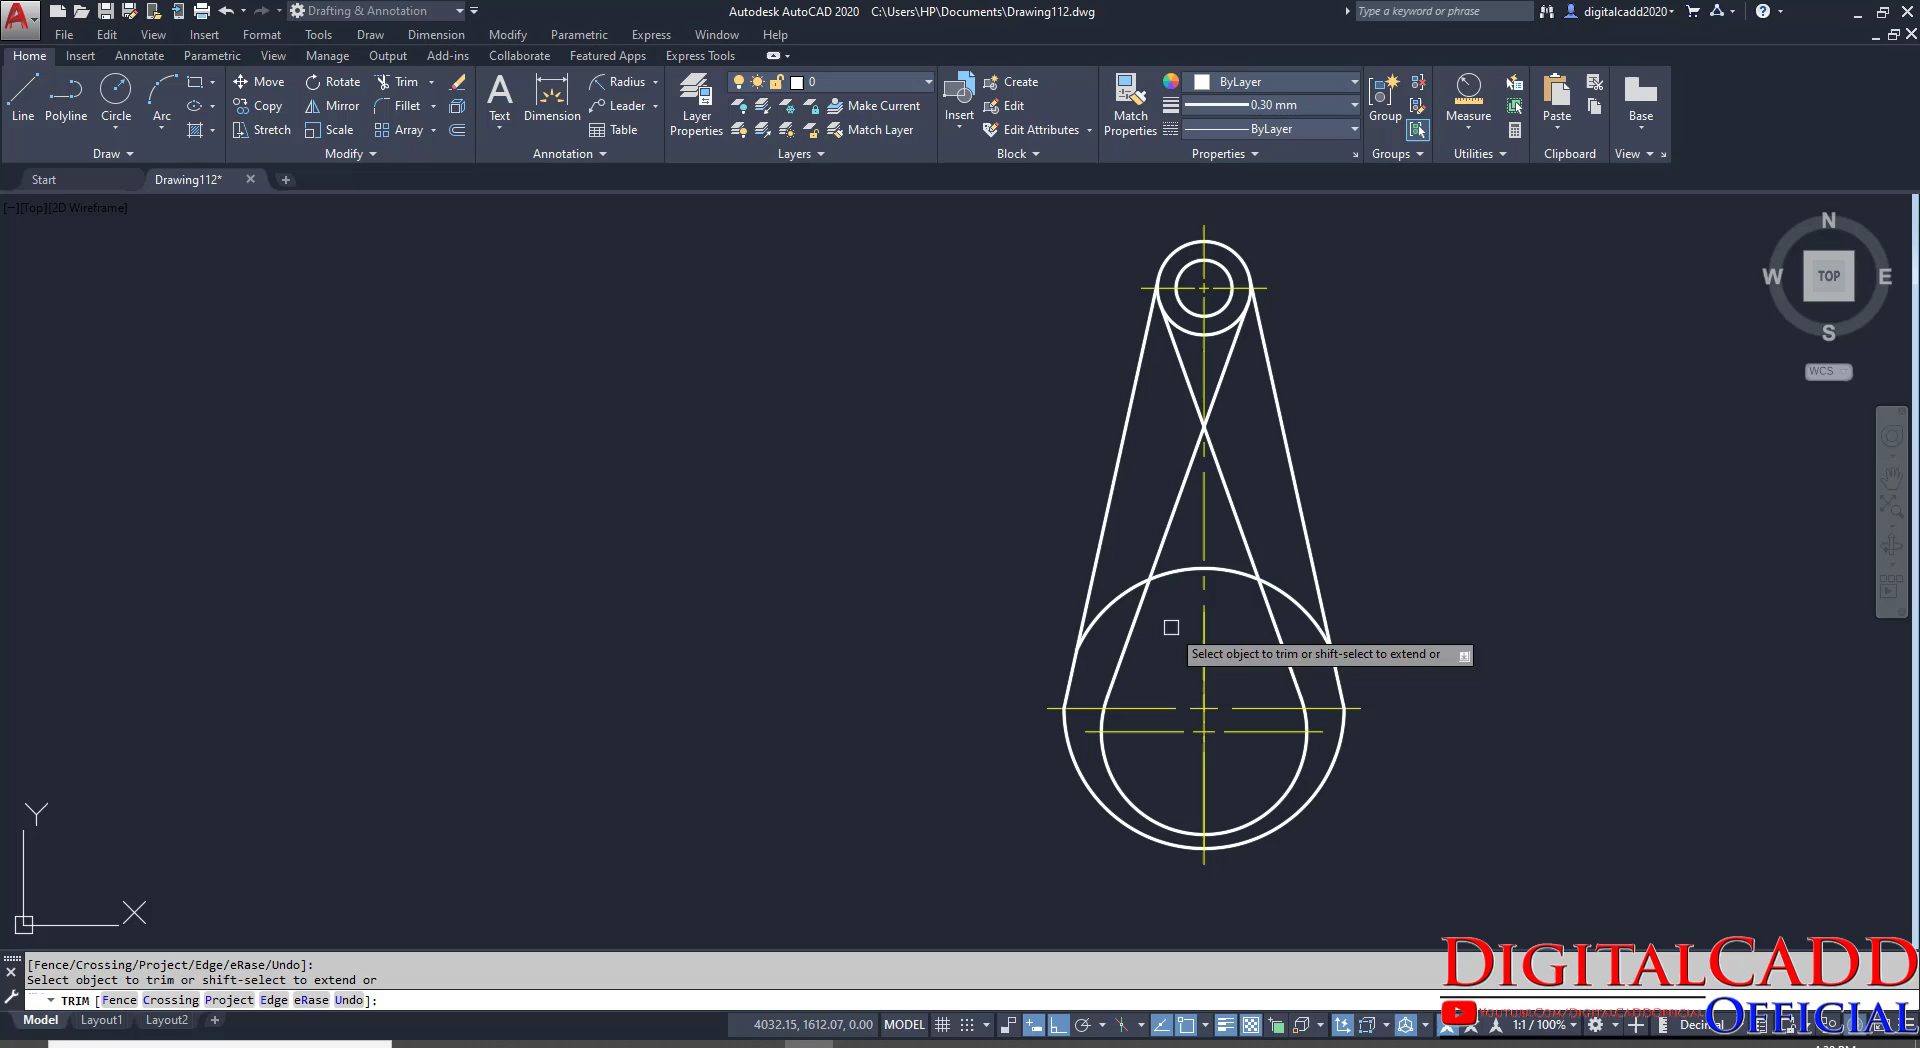 Drafting & Annotation
Autodesk AutoCAD 2020 C:\Users\HP\Documents\Drawing112.dwg
Type a keyword or phrase
digitalcadd2020
File Edit View Insert Format Tools Draw Dimension Modify Parametric Express Window Help
Home Insert Annotate Parametric View Manage Output Add-ins Collaborate Featured Apps Express Tools
Line Polyline Circle Arc
Draw
Move Rotate Trim
Copy Mirror Fillet
Stretch Scale Array
Modify
Text Dimension
Radius
Leader
Table
Annotation
Layer Properties
0
Make Current
Match Layer
Layers
Insert
Create
Edit
Edit Attributes
Block
Match Properties
ByLayer
0.30 mm
ByLayer
Properties
Group
Groups
Measure
Utilities
Paste
Clipboard
Base
View
Start Drawing112*
[−][Top][2D Wireframe]
N
W TOP E
S
WCS
Select object to trim or shift-select to extend or
Y
X
[Fence/Crossing/Project/Edge/eRase/Undo]:
Select object to trim or shift-select to extend or
TRIM [Fence Crossing Project Edge eRase Undo]:
Model Layout1 Layout2
4032.15, 1612.07, 0.00 MODEL
1:1 / 100%
Decimal
DIGITALCADD
OFFICIAL
YOUTUBE.COM/DIGITALCADDOFFICIAL